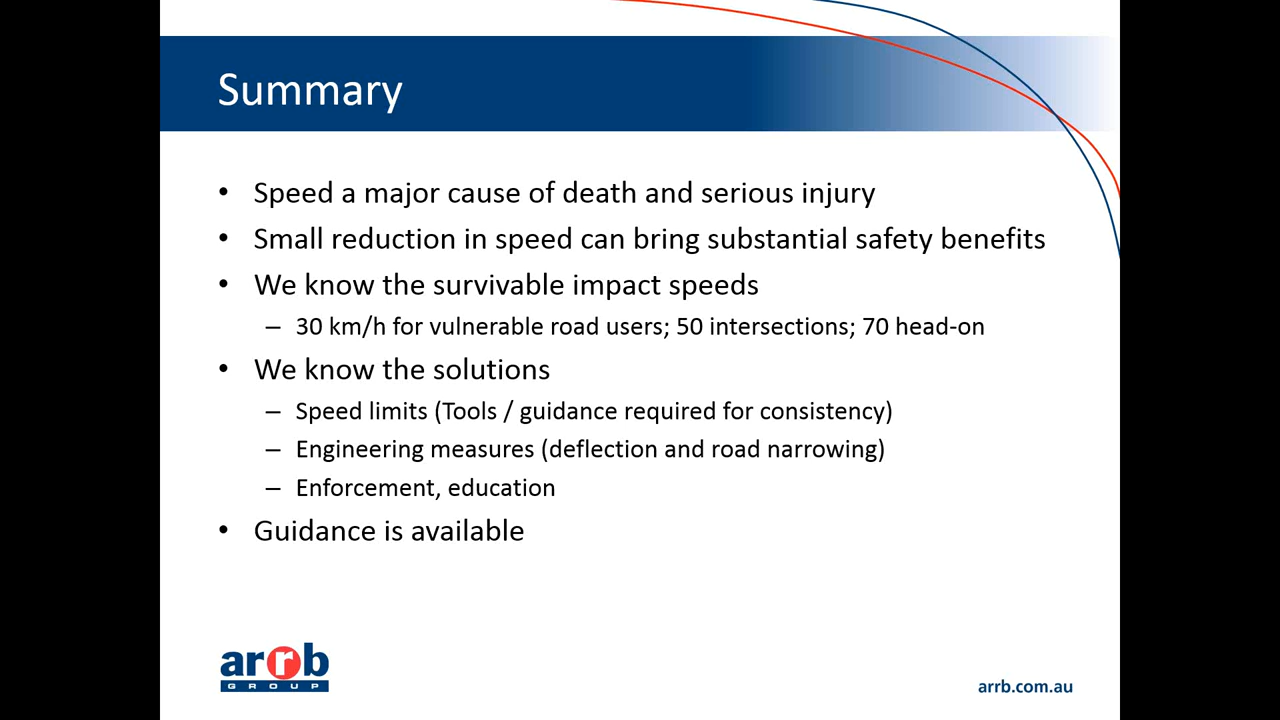 Summary
• Speed a major cause of death and serious injury
• Small reduction in speed can bring substantial safety benefits
• We know the survivable impact speeds
– 30 km/h for vulnerable road users; 50 intersections; 70 head-on
• We know the solutions
– Speed limits (Tools / guidance required for consistency)
– Engineering measures (deflection and road narrowing)
– Enforcement, education
• Guidance is available
arrb
GROUP
arrb.com.au